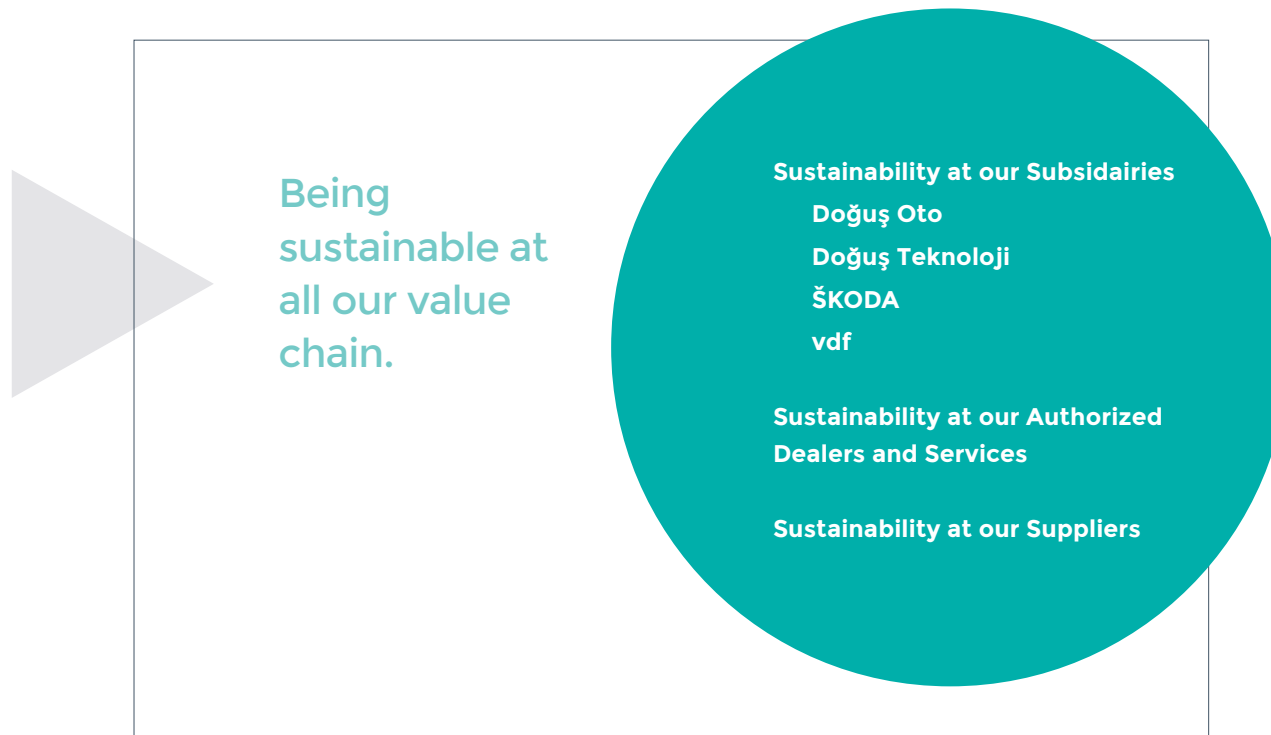 Being
sustainable at
all our value
chain.
Sustainability at our Subsidairies
Doğuş Oto
Doğuş Teknoloji
ŠKODA
vdf
Sustainability at our Authorized
Dealers and Services
Sustainability at our Suppliers